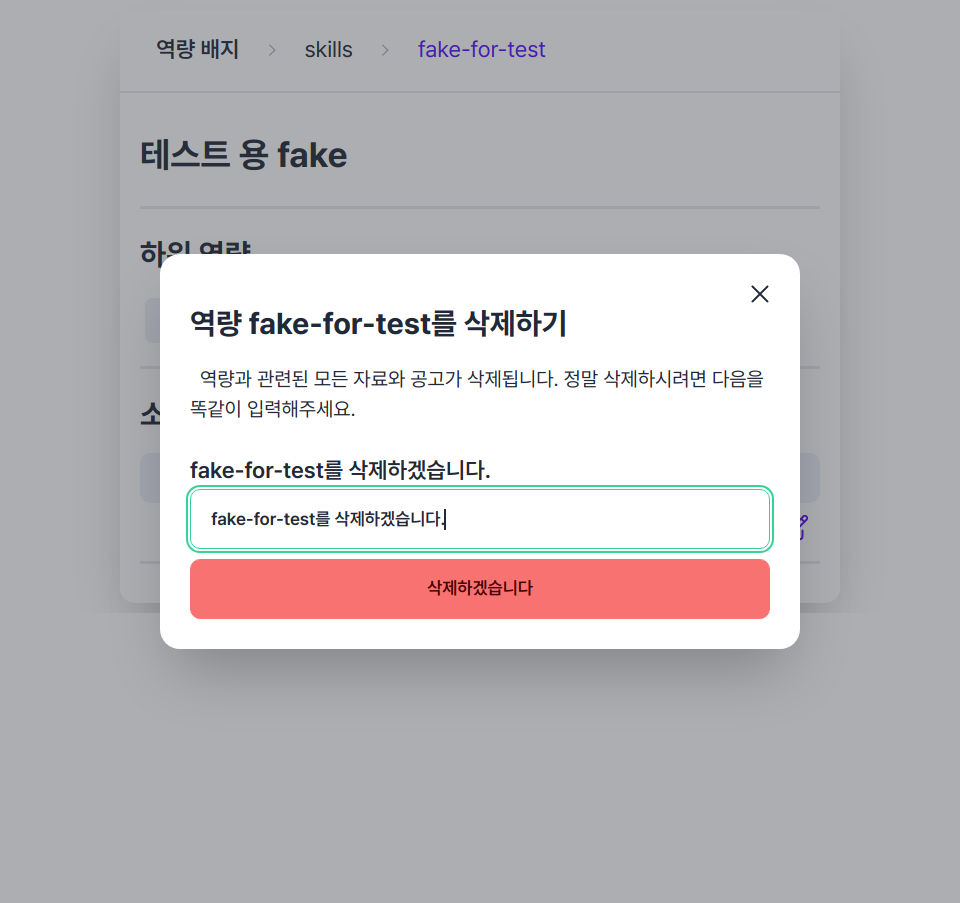 역량 배지 > skills > fake-for-test
테스트 용 fake
하위 역량
역량 fake-for-test를 삭제하기
역량과 관련된 모든 자료와 공고가 삭제됩니다. 정말 삭제하시려면 다음을
똑같이 입력해주세요.
fake-for-test를 삭제하겠습니다.
fake-for-test를 삭제하겠습니다.
삭제하겠습니다